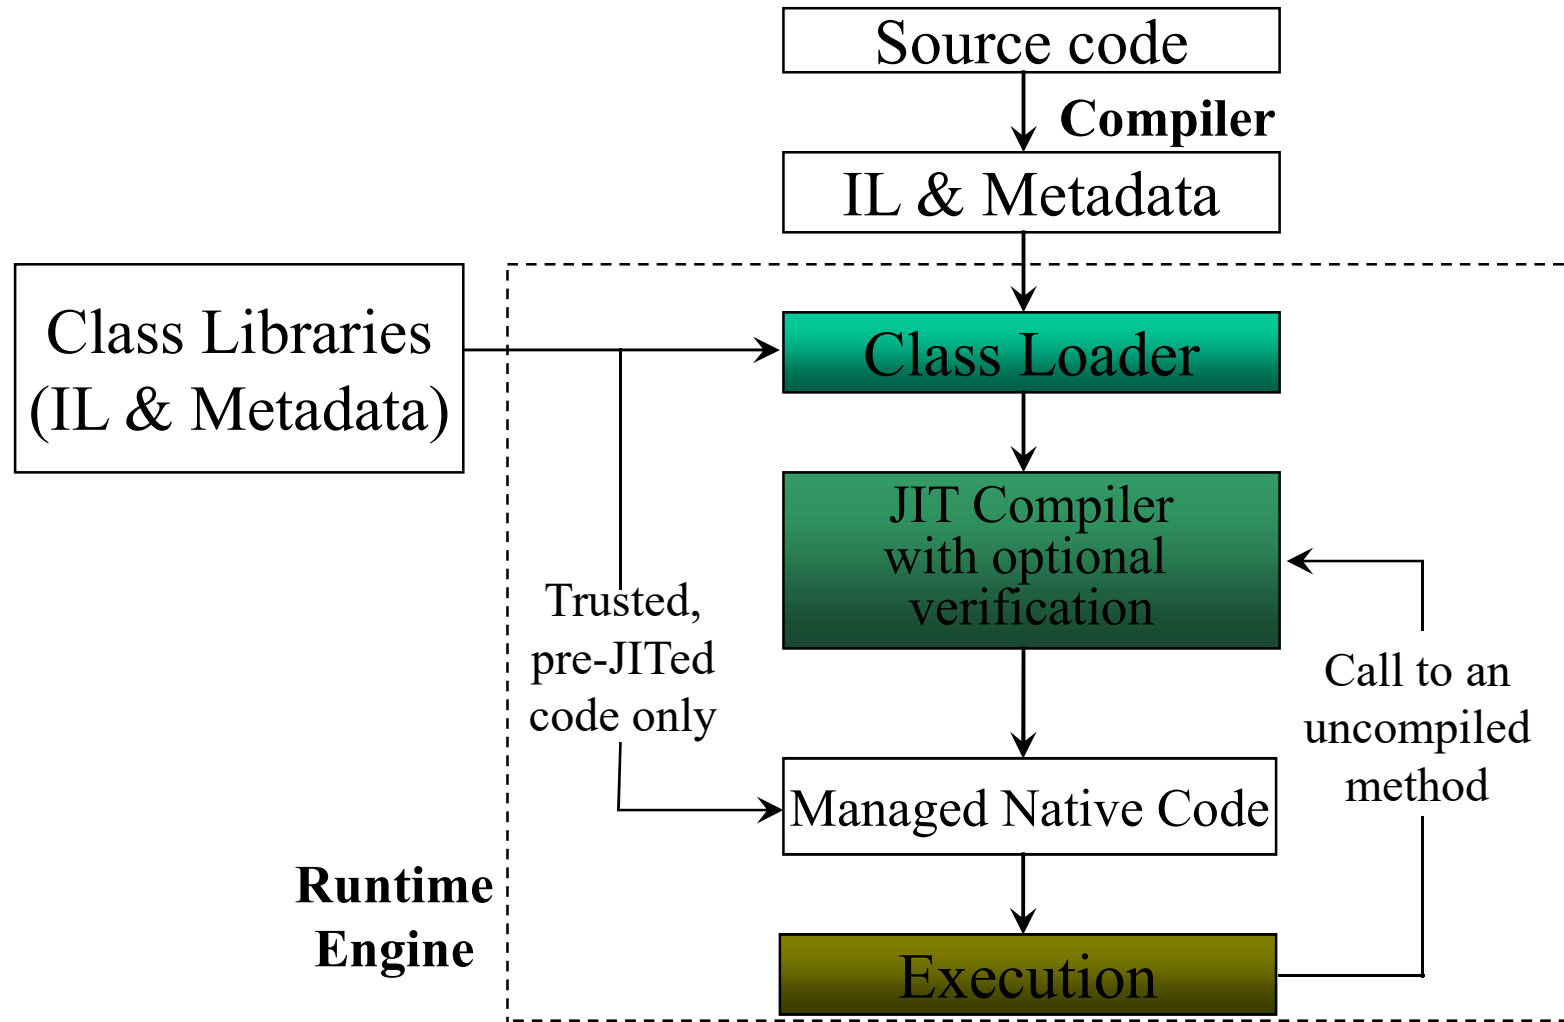 Source code
Compiler
IL & Metadata
Class Libraries
(IL & Metadata)
Class Loader
JIT Compiler
with optional
verification
Trusted,
pre-JITed
code only
Call to an
uncompiled
method
Managed Native Code
Runtime
Engine
Execution